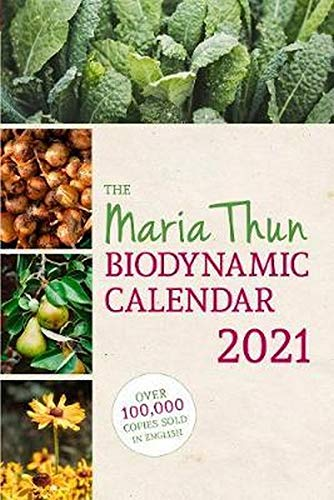 THE
Maria Thun
BIODYNAMIC
CALENDAR
2021
OVER
100,000
COPIES SOLD
IN ENGLISH